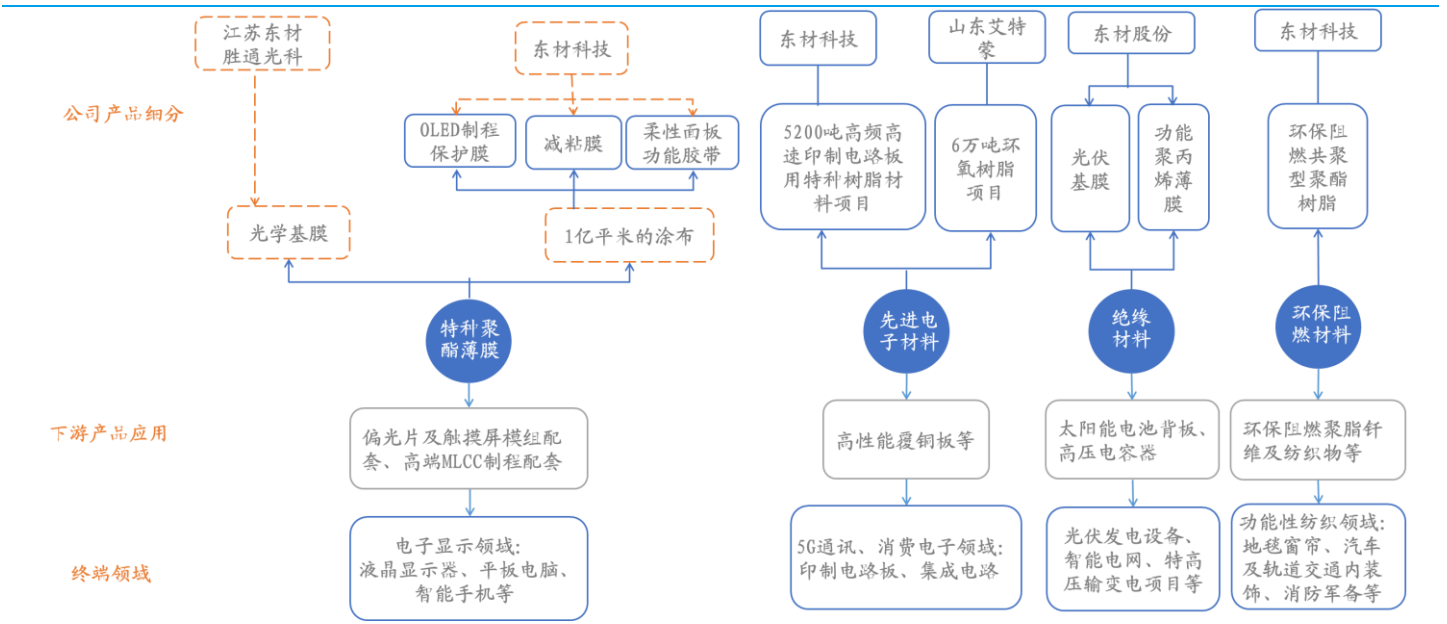 江苏东材
胜通光科
东材科技
东材科技
山东艾特
蒙
东材股份
东材科技
公司产品细分
OLED制程
保护膜
减粘膜
柔性面板
功能胶带
5200吨高频高
速印制电路板
用特种树脂材
料项目
6万吨环
氧树脂
项目
光伏
基膜
功能
聚丙
烯薄
膜
环保阻
燃共聚
型聚酯
树脂
光学基膜
1亿平米的涂布
特种聚
酯薄膜
先进电
子材料
绝缘
材料
环保阻
燃材料
下游产品应用
偏光片及触摸屏模组配
套、高端MLCC制程配套
高性能覆铜板等
太阳能电池背板、
高压电容器
环保阻燃聚脂钎
维及纺织物等
终端领域
电子显示领域:
液晶显示器、平板电脑、
智能手机等
5G通讯、消费电子领域:
印制电路板、集成电路
光伏发电设备、
智能电网、特高
压输变电项目等
功能性纺织领域:
地毯窗帘、汽车
及轨道交通内装
饰、消防军备等